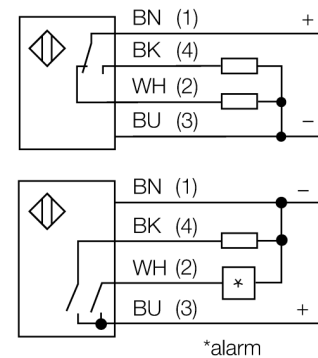 BN (1) +
BK (4)
WH (2)
BU (3) −
BN (1) −
BK (4)
WH (2)
*
BU (3) +
*alarm